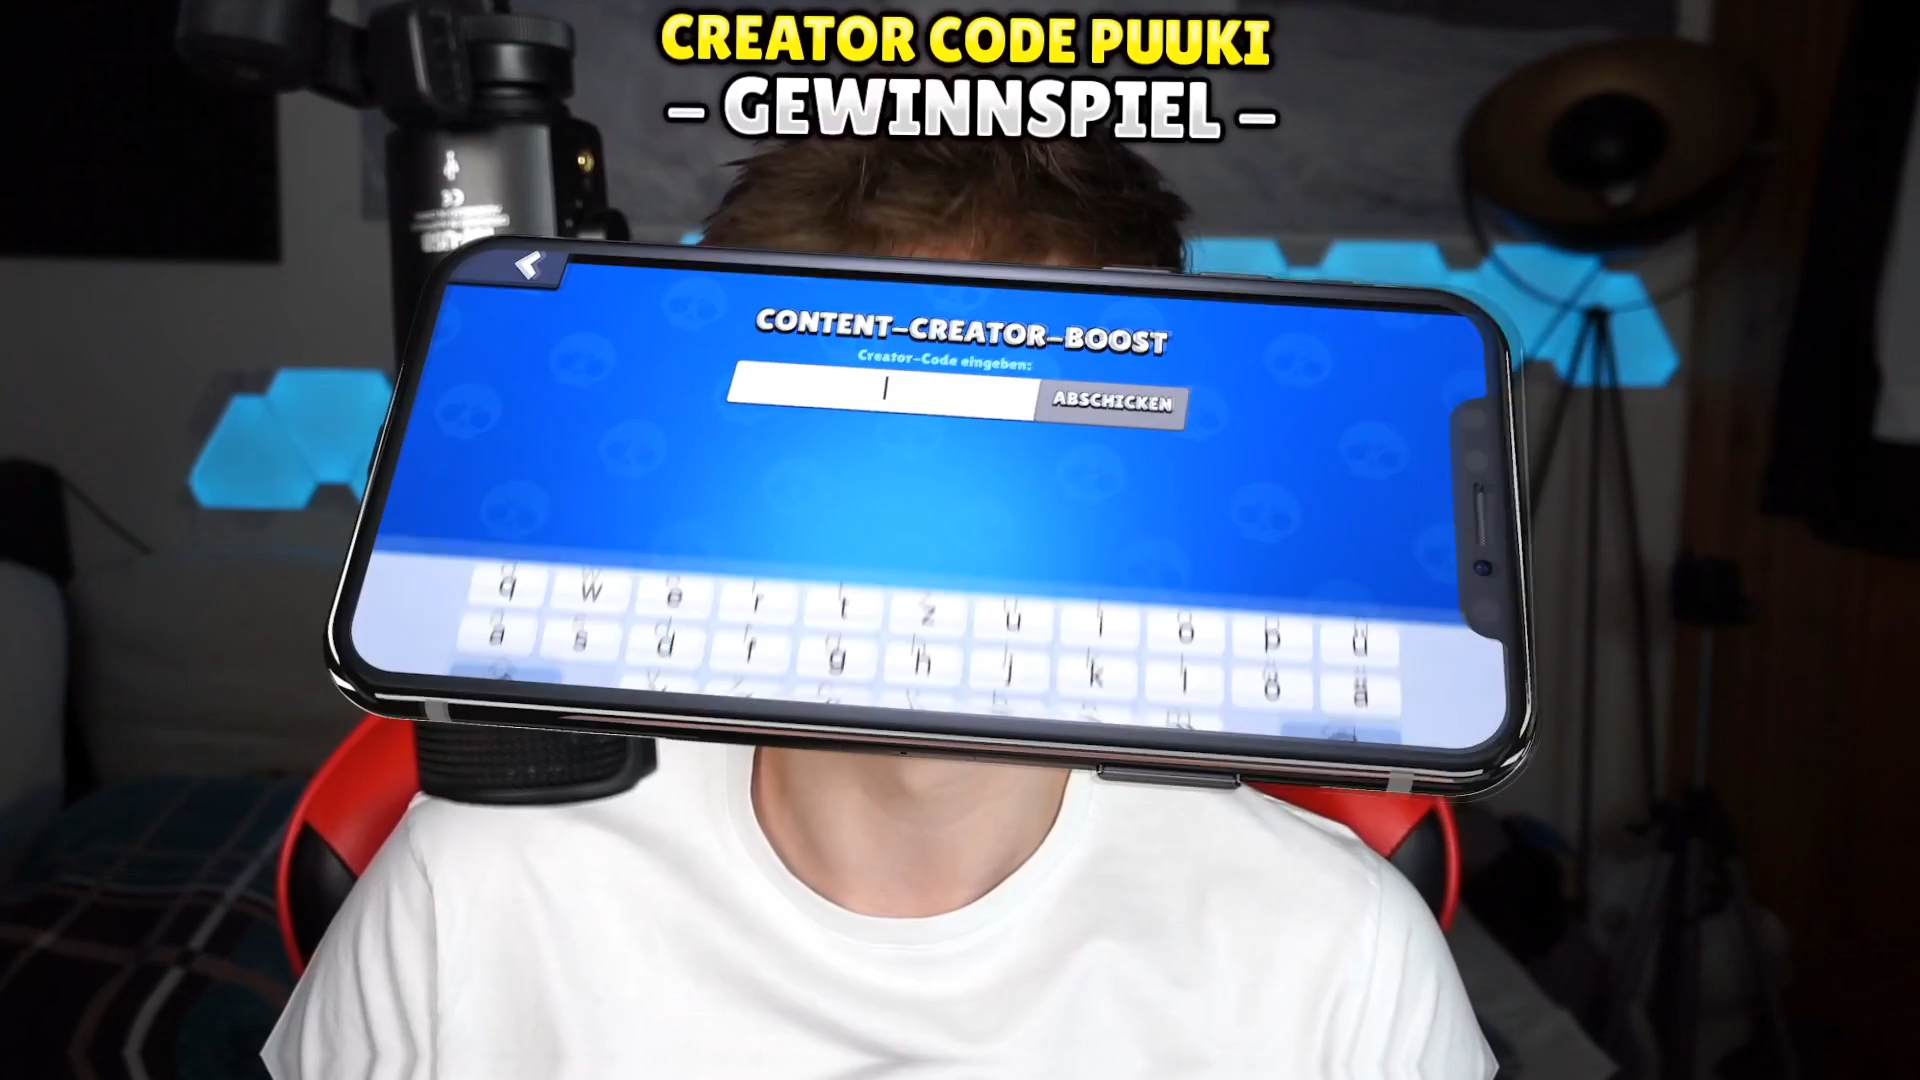 CREATOR CODE PUUKI
– GEWINNSPIEL –
CONTENT-CREATOR-BOOST
Creator-Code eingeben:
ABSCHICKEN
q w e r t z u i o p ü
a s d f g h j k l ö ä